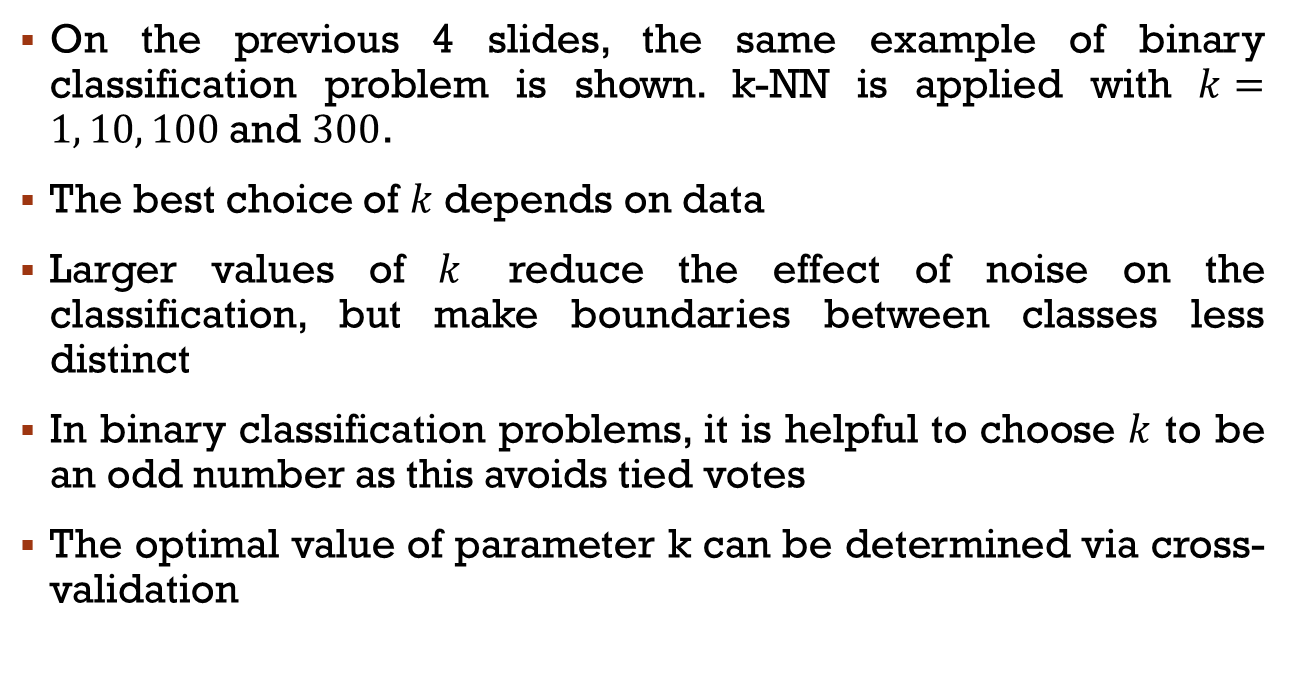 ▪ On the previous 4 slides, the same example of binary
classification problem is shown. k-NN is applied with k =
1, 10, 100 and 300.
▪ The best choice of k depends on data
▪ Larger values of k reduce the effect of noise on the
classification, but make boundaries between classes less
distinct
▪ In binary classification problems, it is helpful to choose k to be
an odd number as this avoids tied votes
▪ The optimal value of parameter k can be determined via cross-
validation